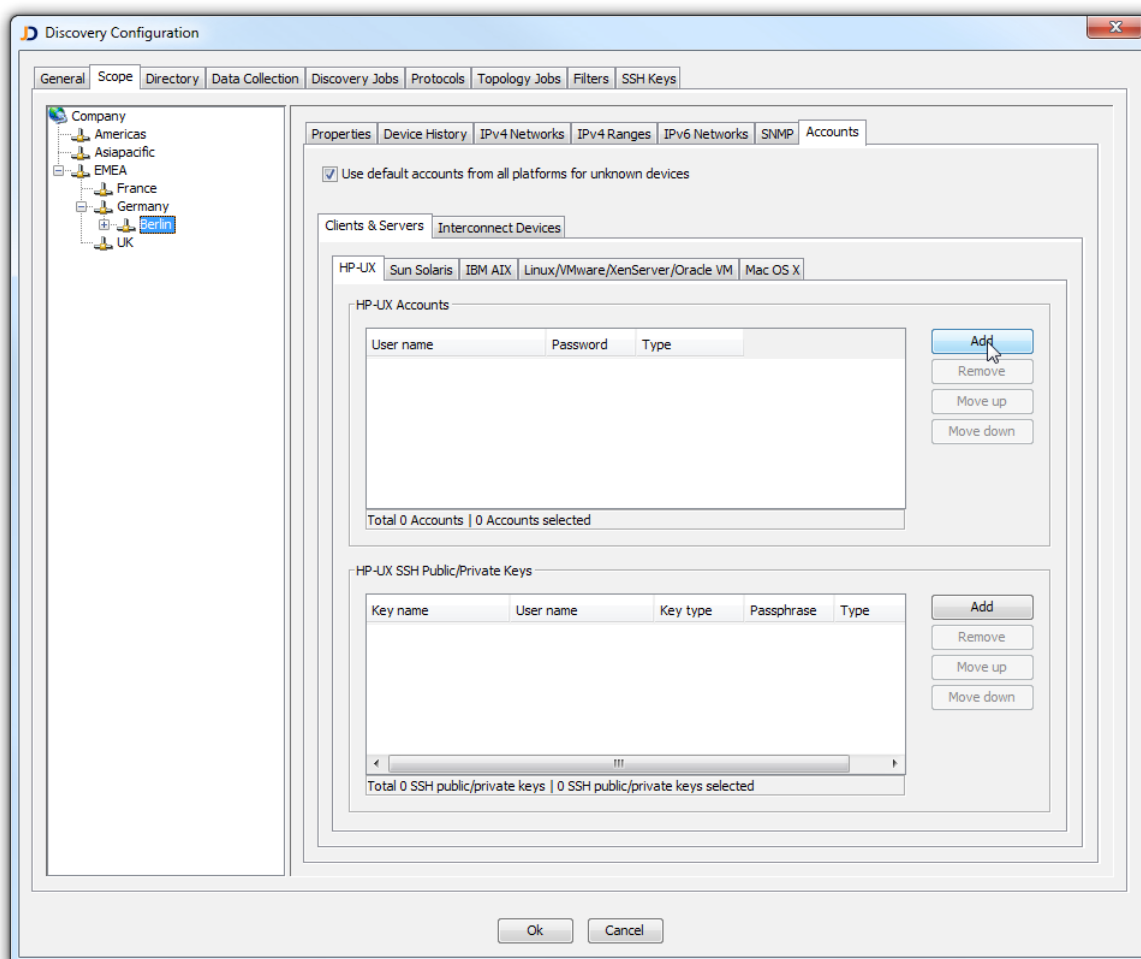 Discovery Configuration
General Scope Directory Data Collection Discovery Jobs Protocols Topology Jobs Filters SSH Keys
Company
Americas
Asiapacific
EMEA
France
Germany
Berlin
UK
Properties Device History IPv4 Networks IPv4 Ranges IPv6 Networks SNMP Accounts
Use default accounts from all platforms for unknown devices
Clients & Servers Interconnect Devices
HP-UX Sun Solaris IBM AIX Linux/VMware/XenServer/Oracle VM Mac OS X
HP-UX Accounts
User name Password Type
Add
Remove
Move up
Move down
Total 0 Accounts | 0 Accounts selected
HP-UX SSH Public/Private Keys
Key name User name Key type Passphrase Type
Add
Remove
Move up
Move down
Total 0 SSH public/private keys | 0 SSH public/private keys selected
Ok Cancel